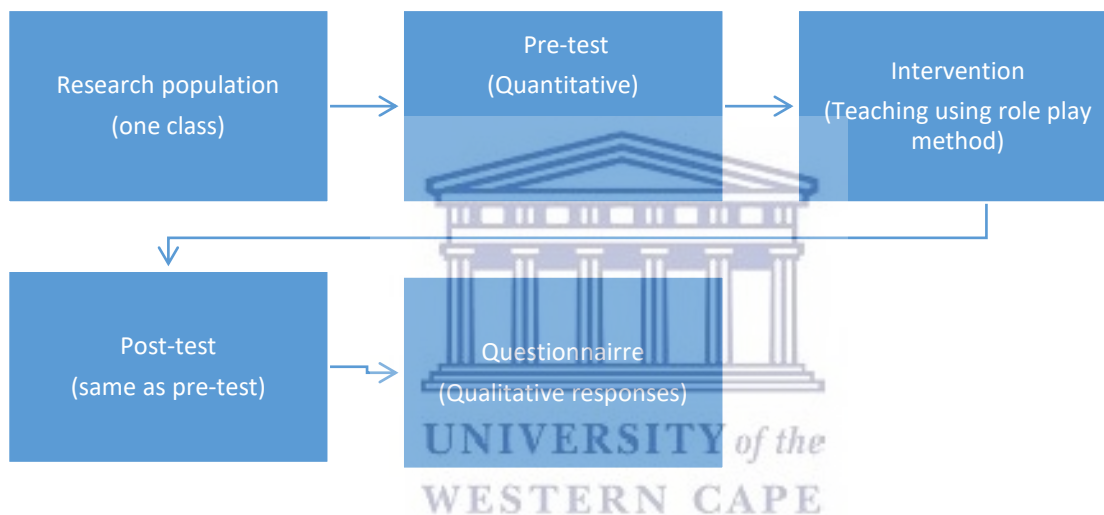 Research population
(one class)
Pre-test
(Quantitative)
Intervention
(Teaching using role play
method)
Post-test
(same as pre-test)
Questionnairre
(Qualitative responses)
UNIVERSITY of the
WESTERN CAPE